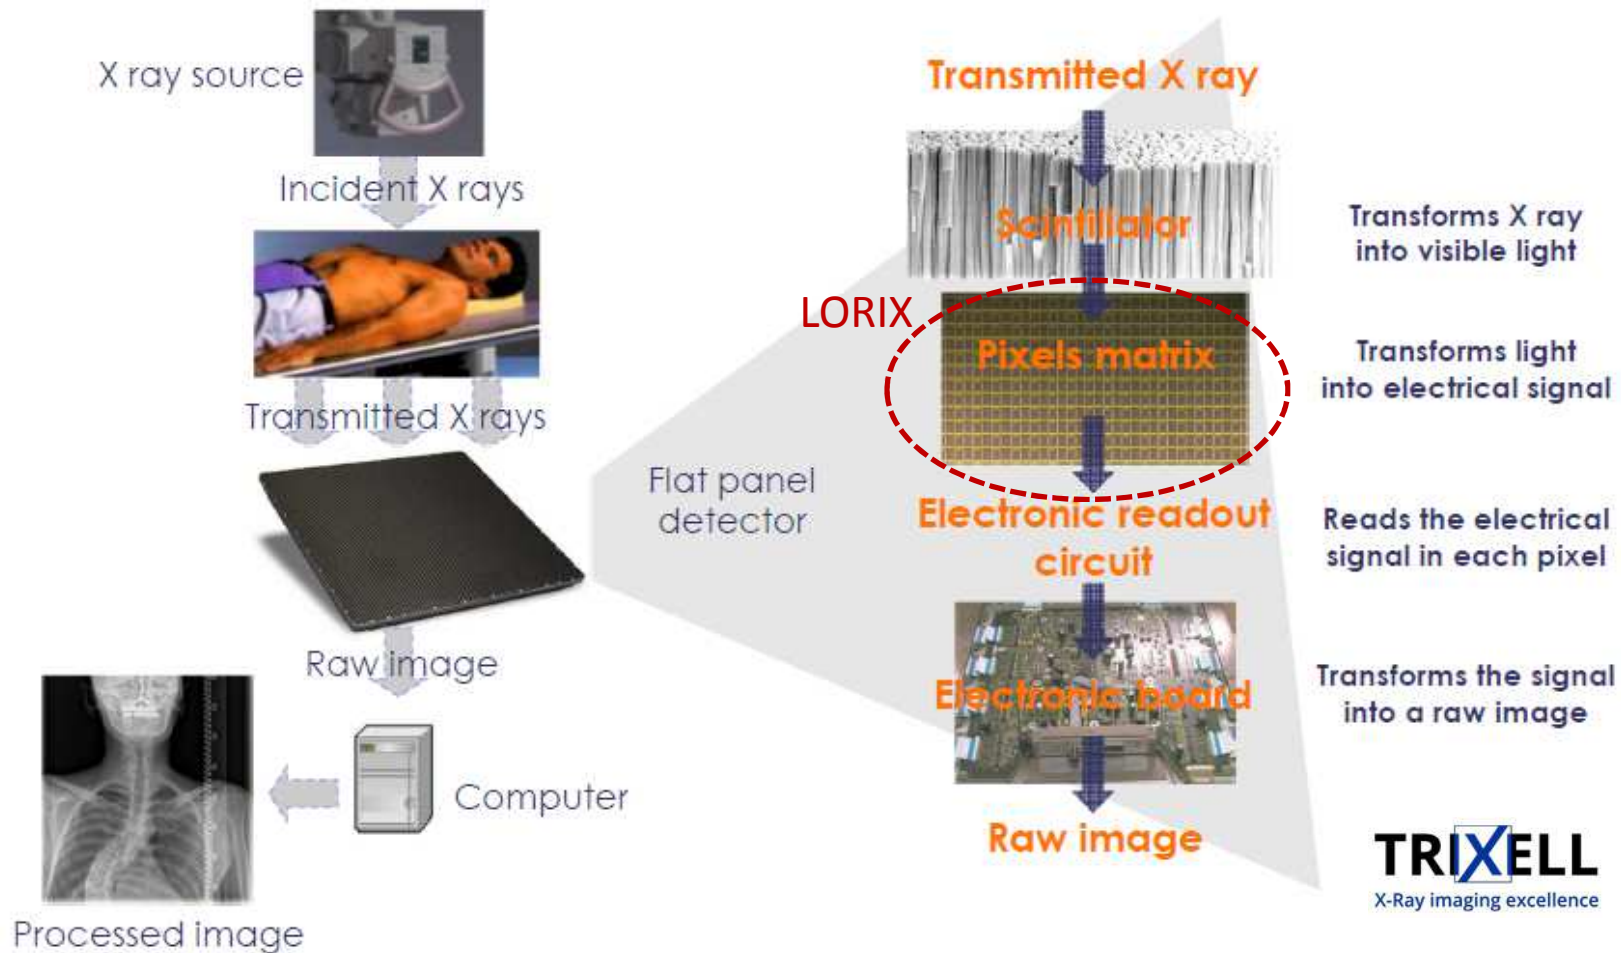 X ray source
Incident X rays
Transmitted X rays
Flat panel
detector
Raw image
Computer
Processed image
Transmitted X ray
Scintillator
Transforms X ray
into visible light
LORIX
Pixels matrix
Transforms light
into electrical signal
Electronic readout
circuit
Reads the electrical
signal in each pixel
Electronic board
Transforms the signal
into a raw image
Raw image
TRIXELL
X-Ray imaging excellence